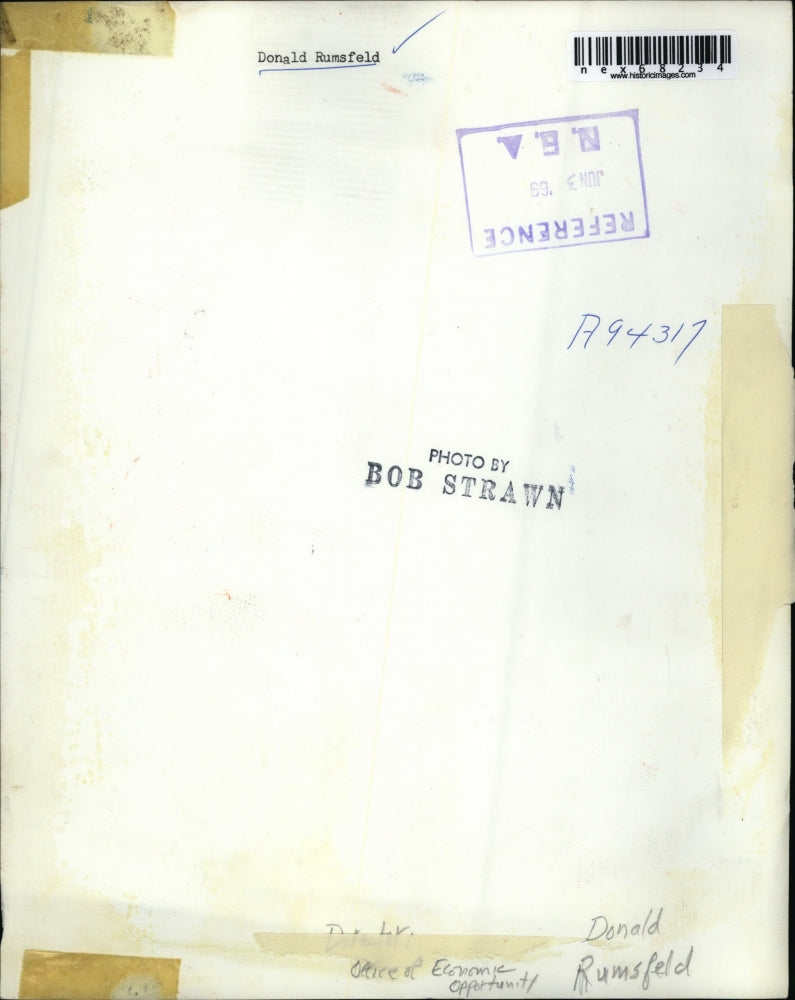 Donald Rumsfeld
nex68234
www.historicimages.com
N.E.A.
JUN 3 '69
REFERENCE
A94317
PHOTO BY
BOB STRAWN
Director:
Office of Economic
Opportunity
Donald
Rumsfeld